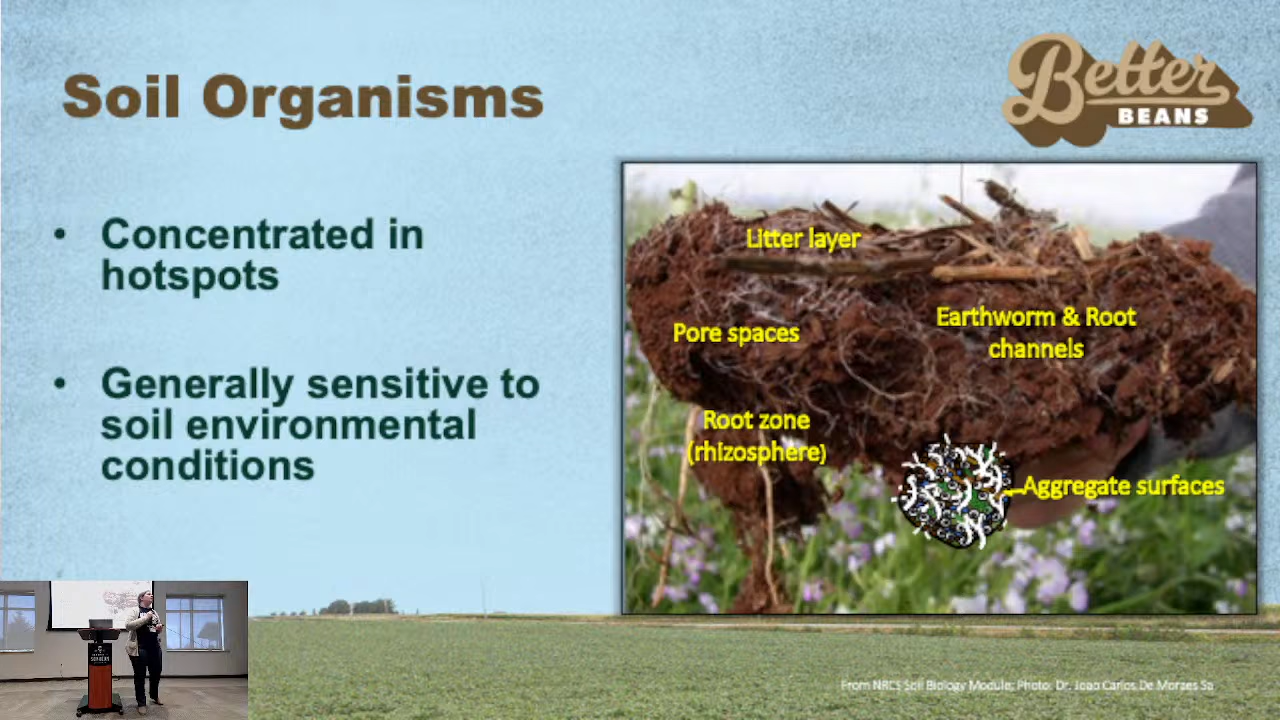 Soil Organisms
Better
BEANS
• Concentrated in
hotspots
• Generally sensitive to
soil environmental
conditions
Litter layer
Pore spaces
Earthworm & Root
channels
Root zone
(rhizosphere)
Aggregate surfaces
From NRCS Soil Biology Module; Photo: Dr. Joao Carlos De Moraes Sa